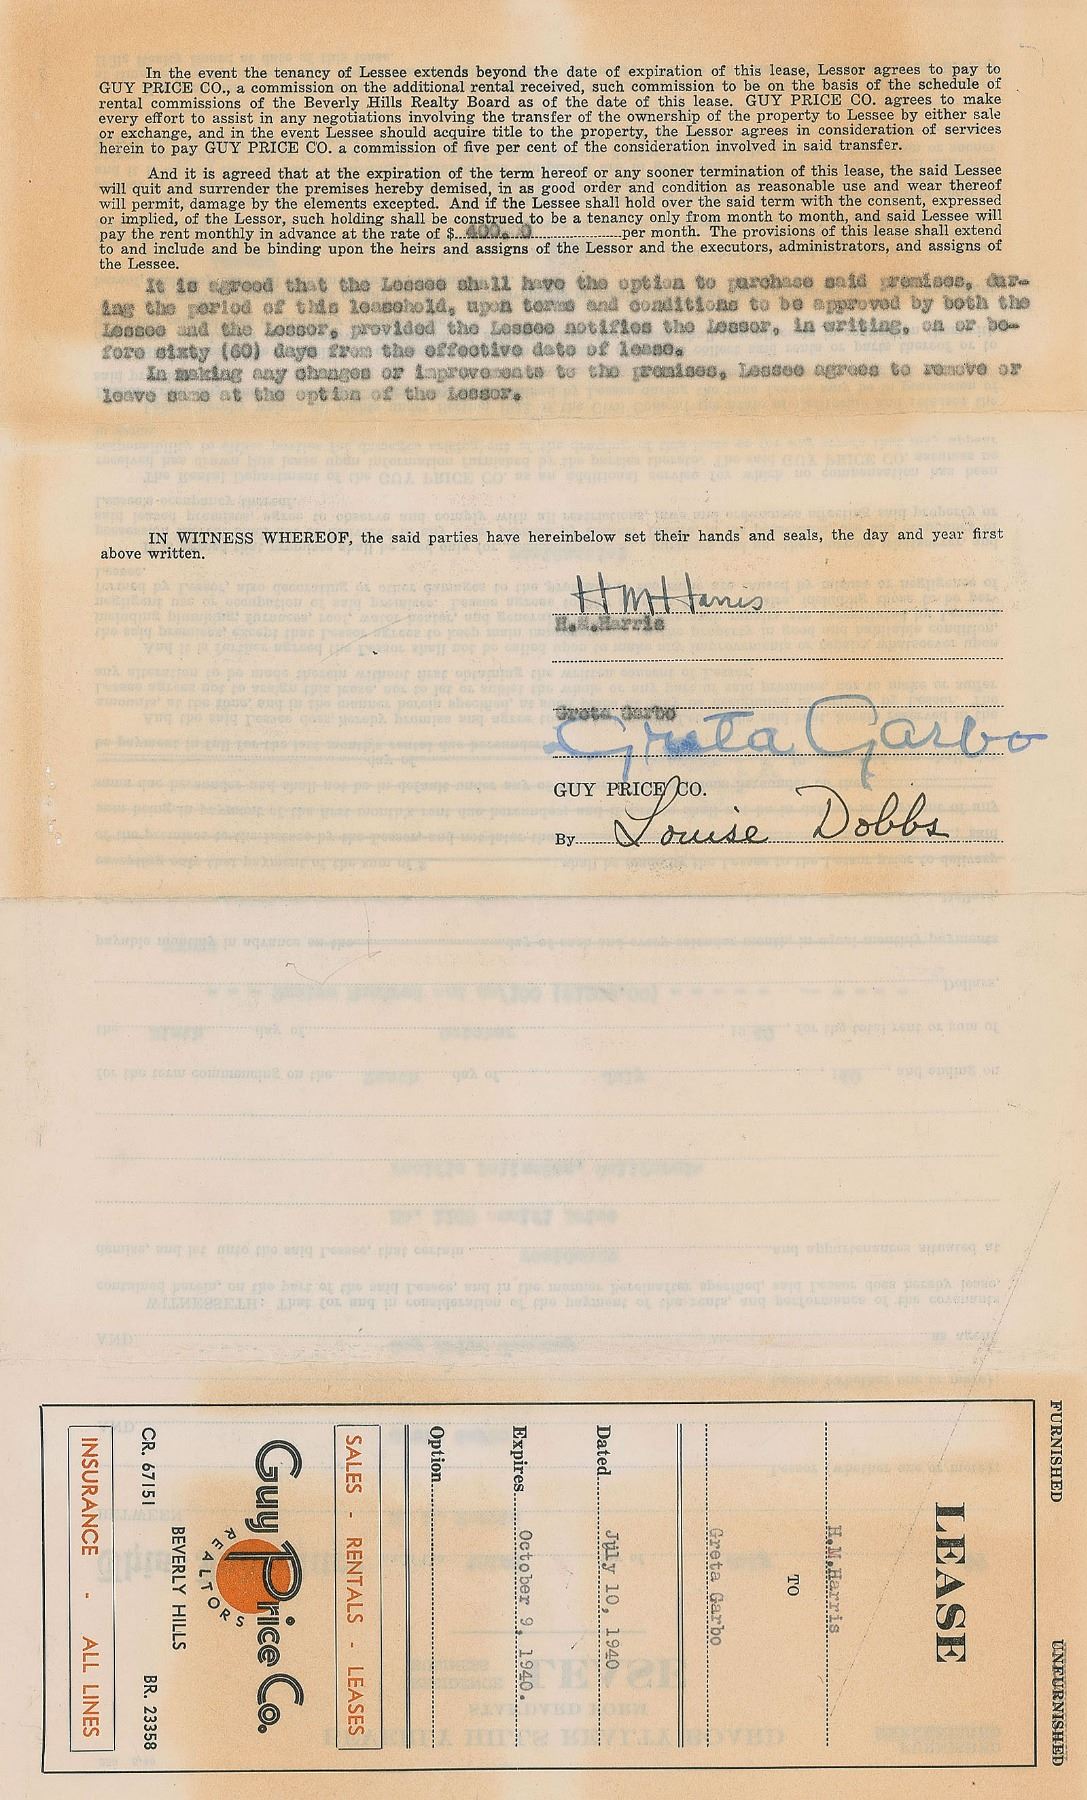 In the event the tenancy of Lessee extends beyond the date of expiration of this lease, Lessor agrees to pay to
GUY PRICE CO., a commission on the additional rental received, such commission to be on the basis of the schedule of
rental commissions of the Beverly Hills Realty Board as of the date of this lease. GUY PRICE CO. agrees to make
every effort to assist in any negotiations involving the transfer of the ownership of the property to Lessee by either sale
or exchange, and in the event Lessee should acquire title to the property, the Lessor agrees in consideration of services
herein to pay GUY PRICE CO. a commission of five per cent of the consideration involved in said transfer.
And it is agreed that at the expiration of the term hereof or any sooner termination of this lease, the said Lessee
will quit and surrender the premises hereby demised, in as good order and condition as reasonable use and wear thereof
will permit, damage by the elements excepted. And if the Lessee shall hold over the said term with the consent, expressed
or implied, of the Lessor, such holding shall be construed to be a tenancy only from month to month, and said Lessee will
pay the rent monthly in advance at the rate of $ 400. 0 per month. The provisions of this lease shall extend
to and include and be binding upon the heirs and assigns of the Lessor and the executors, administrators, and assigns of
the Lessee.
It is agreed that the Lessee shall have the option to purchase said premises, dur-
ing the period of this leasehold, upon terms and conditions to be approved by both the
Lessee and the Lessor, provided the Lessee notifies the Lessor, in writing, on or be-
fore sixty (60) days from the effective date of lease.
In making any changes or improvements to the premises, Lessee agrees to remove or
leave same at the option of the Lessor.
IN WITNESS WHEREOF, the said parties have hereinbelow set their hands and seals, the day and year first
above written.
H M Harris
H.M.Harris
Greta Garbo
Greta Garbo
GUY PRICE CO.
By Louise Dobbs
FURNISHED
UNFURNISHED
LEASE
H.M.Harris
TO
Greta Garbo
Dated July 10, 1940
Expires October 9, 1940.
Option
SALES - RENTALS - LEASES
Guy Price Co.
REALTORS
BEVERLY HILLS
CR. 67151
BR. 23358
INSURANCE - ALL LINES